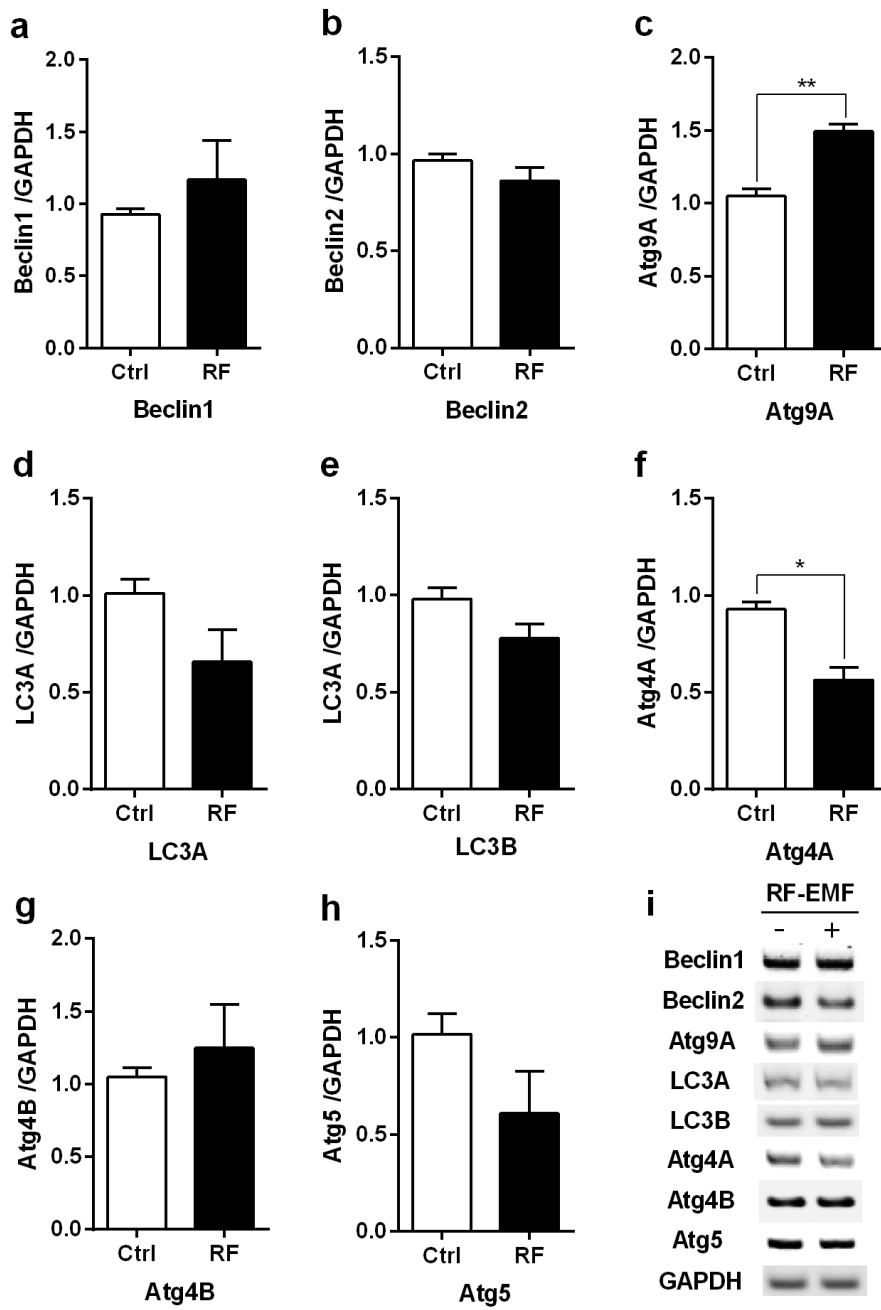 a
Beclin1 /GAPDH
2.0
1.5
1.0
0.5
0.0
Ctrl RF
Beclin1
b
Beclin2 /GAPDH
1.5
1.0
0.5
0.0
Ctrl RF
Beclin2
c
Atg9A /GAPDH
2.0
1.5
1.0
0.5
0.0
**
Ctrl RF
Atg9A
d
LC3A /GAPDH
1.5
1.0
0.5
0.0
Ctrl RF
LC3A
e
LC3A /GAPDH
1.5
1.0
0.5
0.0
Ctrl RF
LC3B
f
Atg4A /GAPDH
1.5
1.0
0.5
0.0
*
Ctrl RF
Atg4A
g
Atg4B /GAPDH
2.0
1.5
1.0
0.5
0.0
Ctrl RF
Atg4B
h
Atg5 /GAPDH
1.5
1.0
0.5
0.0
Ctrl RF
Atg5
i
RF-EMF
- +
Beclin1
Beclin2
Atg9A
LC3A
LC3B
Atg4A
Atg4B
Atg5
GAPDH